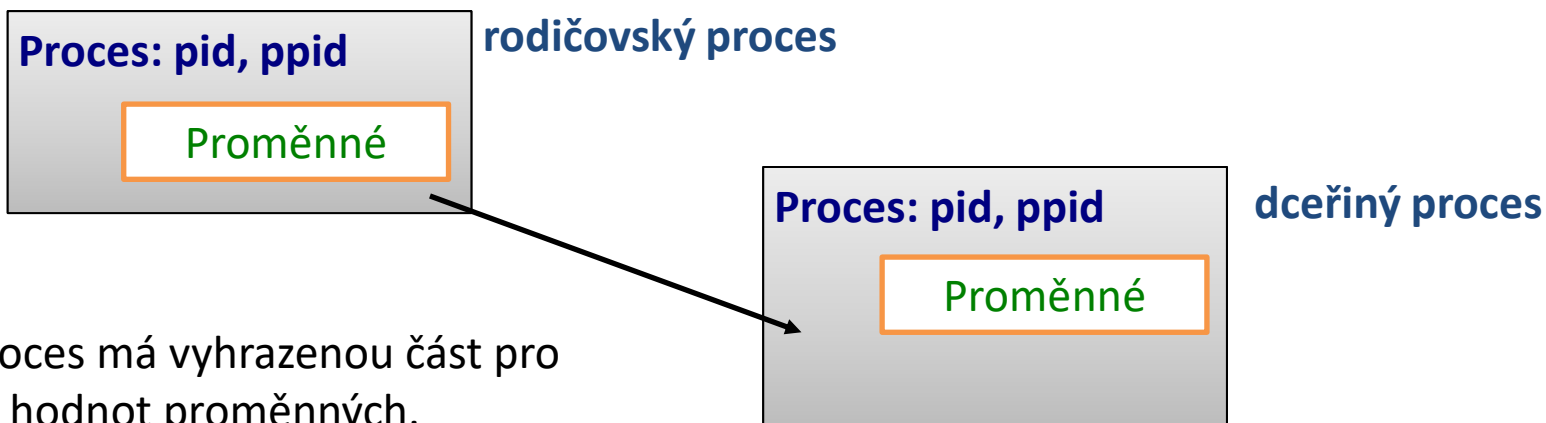 Proces: pid, ppid
rodičovský proces
Proměnné
Proces: pid, ppid
dceřiný proces
Proměnné
má vyhrazenou část pro
hodnot proměnných.